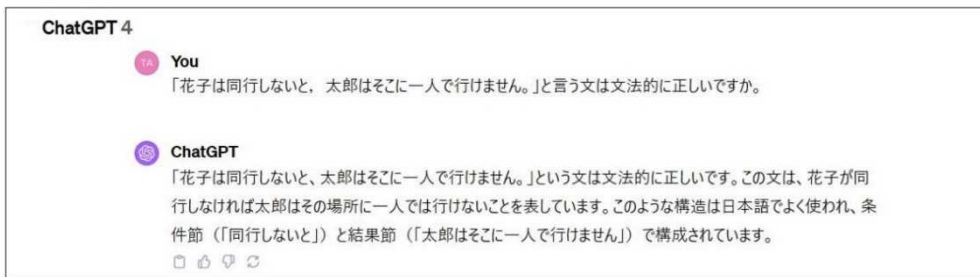 ChatGPT 4
TA
You
「花子は同行しないと, 太郎はそこに一人で行けません。」と言う文は文法的に正しいですか。
ChatGPT
「花子は同行しないと、太郎はそこに一人で行けません。」という文は文法的に正しいです。この文は、花子が同
行しなければ太郎はその場所に一人では行けないことを表しています。このような構造は日本語でよく使われ、条
件節（「同行しないと」）と結果節（「太郎はそこに一人で行けません」）で構成されています。